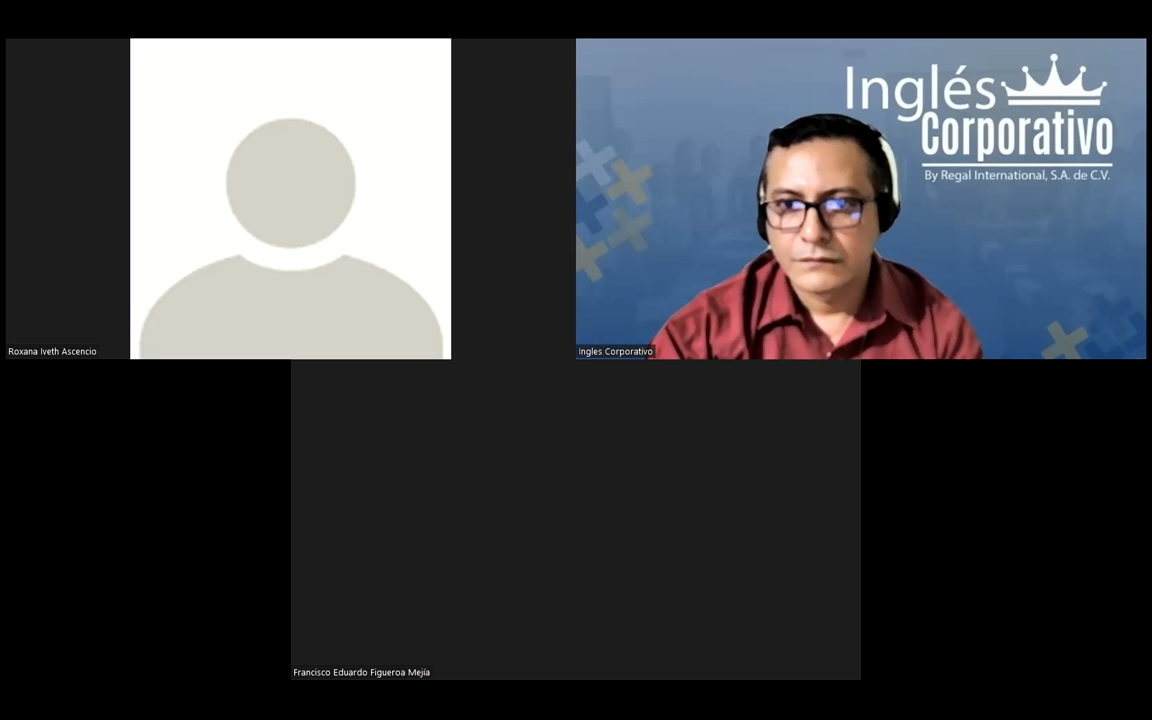 Inglés
Corporativo
By Regal International, S.A. de C.V.
Roxana Iveth Ascencio
Ingles Corporativo
Francisco Eduardo Figueroa Mejía